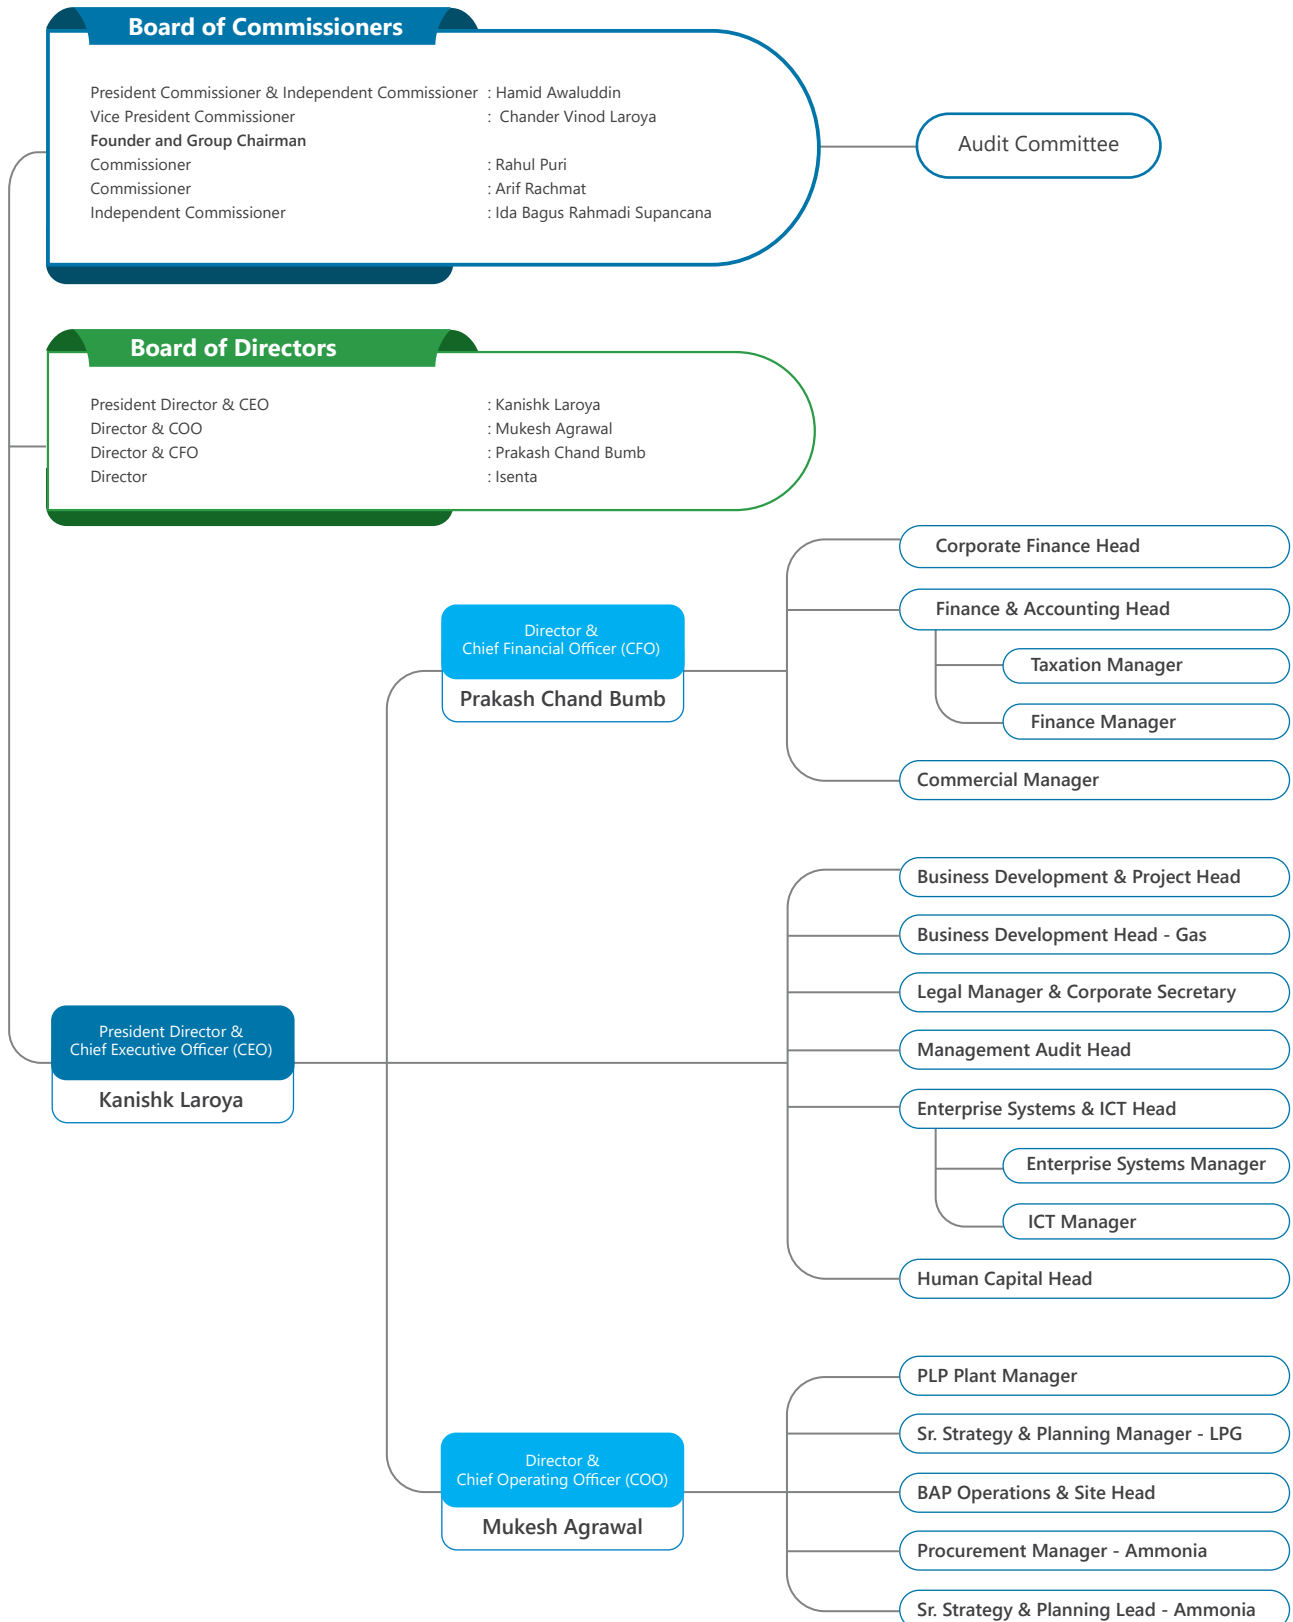 Board of Commissioners
President Commissioner & Independent Commissioner : Hamid Awaluddin
Vice President Commissioner : Chander Vinod Laroya
Founder and Group Chairman
Commissioner : Rahul Puri
Commissioner : Arif Rachmat
Independent Commissioner : Ida Bagus Rahmadi Supancana
Audit Committee
Board of Directors
President Director & CEO : Kanishk Laroya
Director & COO : Mukesh Agrawal
Director & CFO : Prakash Chand Bumb
Director : Isenta
Director &
Chief Financial Officer (CFO)
Prakash Chand Bumb
Corporate Finance Head
Finance & Accounting Head
Taxation Manager
Finance Manager
Commercial Manager
President Director &
Chief Executive Officer (CEO)
Kanishk Laroya
Business Development & Project Head
Business Development Head - Gas
Legal Manager & Corporate Secretary
Management Audit Head
Enterprise Systems & ICT Head
Enterprise Systems Manager
ICT Manager
Human Capital Head
Director &
Chief Operating Officer (COO)
Mukesh Agrawal
PLP Plant Manager
Sr. Strategy & Planning Manager - LPG
BAP Operations & Site Head
Procurement Manager - Ammonia
Sr. Strategy & Planning Lead - Ammonia